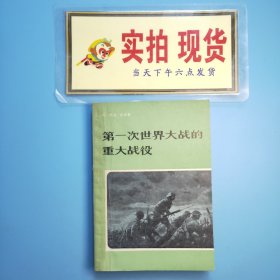 实拍 现货
当天下午六点发货
第一次世界大战的
重大战役